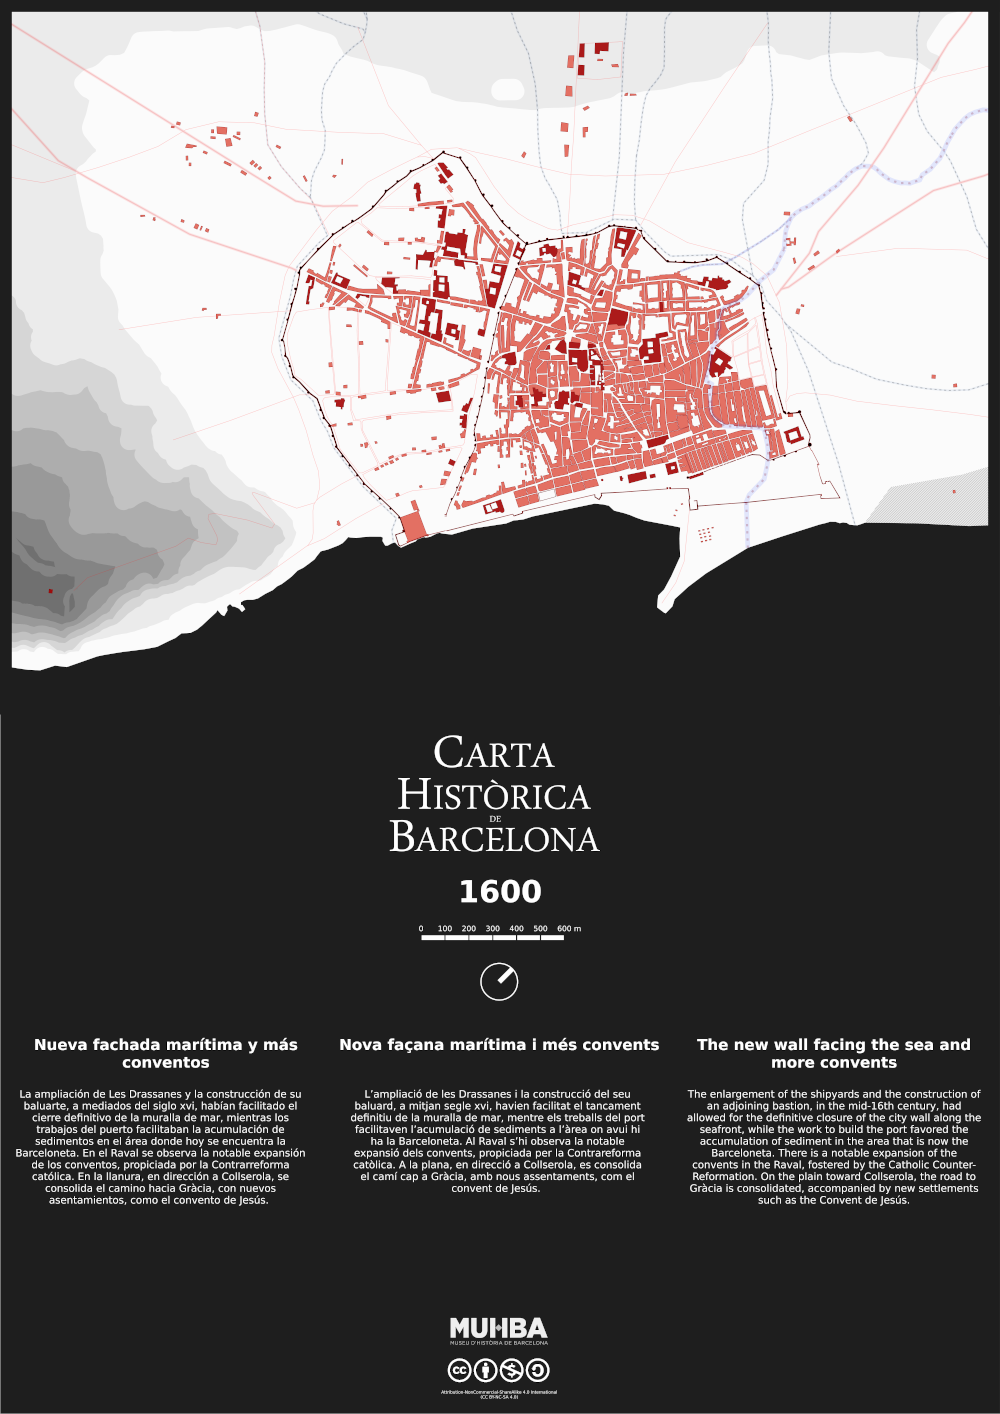 CARTA
HISTÒRICA
DE
BARCELONA
1600
0 100 200 300 400 500 600 m
Nueva fachada marítima y más
conventos
La ampliación de Les Drassanes y la construcción de su
baluarte, a mediados del siglo xvi, habían facilitado el
cierre definitivo de la muralla de mar, mientras los
trabajos del puerto facilitaban la acumulación de
sedimentos en el área donde hoy se encuentra la
Barceloneta. En el Raval se observa la notable expansión
de los conventos, propiciada por la Contrarreforma
católica. En la llanura, en dirección a Collserola, se
consolida el camino hacia Gràcia, con nuevos
asentamientos, como el convento de Jesús.
Nova façana marítima i més convents
L’ampliació de les Drassanes i la construcció del seu
baluard, a mitjan segle xvi, havien facilitat el tancament
definitiu de la muralla de mar, mentre els treballs del port
facilitaven l’acumulació de sediments a l’àrea on avui hi
ha la Barceloneta. Al Raval s’hi observa la notable
expansió dels convents, propiciada per la Contrareforma
catòlica. A la plana, en direcció a Collserola, es consolida
el camí cap a Gràcia, amb nous assentaments, com el
convent de Jesús.
The new wall facing the sea and
more convents
The enlargement of the shipyards and the construction of
an adjoining bastion, in the mid-16th century, had
allowed for the definitive closure of the city wall along the
seafront, while the work to build the port favored the
accumulation of sediment in the area that is now the
Barceloneta. There is a notable expansion of the
convents in the Raval, fostered by the Catholic Counter-
Reformation. On the plain toward Collserola, the road to
Gràcia is consolidated, accompanied by new settlements
such as the Convent de Jesús.
MUHBA
MUSEU D'HISTÒRIA DE BARCELONA
cc
Attribution-NonCommercial-ShareAlike 4.0 International
(CC BY-NC-SA 4.0)